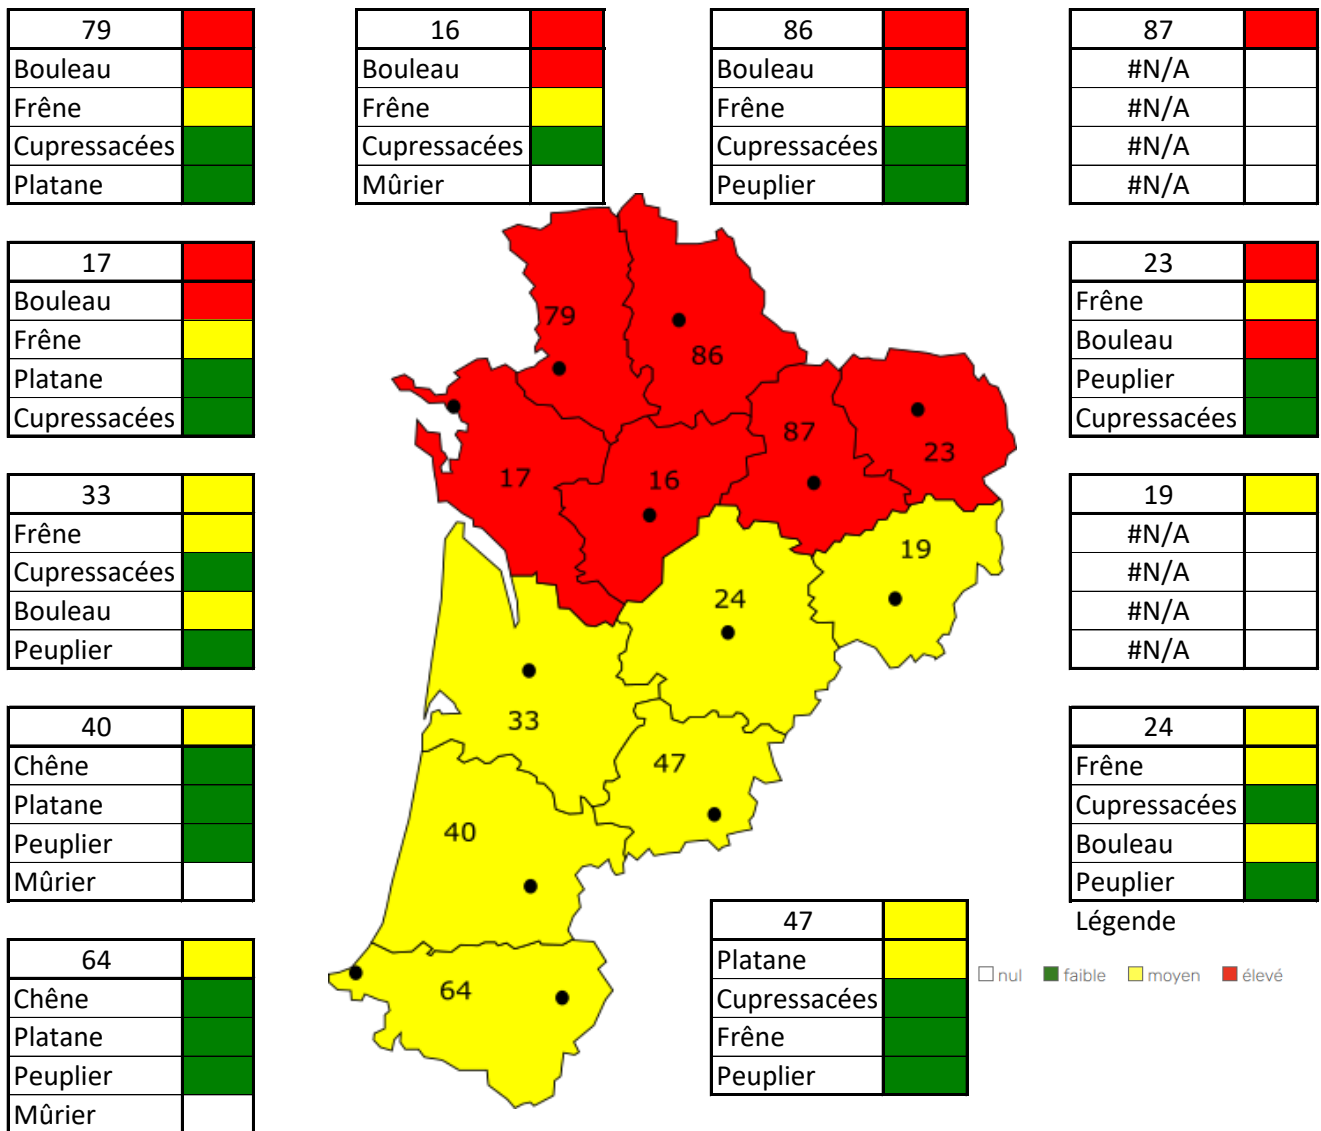 79
Bouleau
Frêne
Cupressacées
Platane
16
Bouleau
Frêne
Cupressacées
Mûrier
86
Bouleau
Frêne
Cupressacées
Peuplier
87
#N/A
#N/A
#N/A
#N/A
17
Bouleau
Frêne
Platane
Cupressacées
23
Frêne
Bouleau
Peuplier
Cupressacées
33
Frêne
Cupressacées
Bouleau
Peuplier
19
#N/A
#N/A
#N/A
#N/A
40
Chêne
Platane
Peuplier
Mûrier
24
Frêne
Cupressacées
Bouleau
Peuplier
64
Chêne
Platane
Peuplier
Mûrier
47
Platane
Cupressacées
Frêne
Peuplier
79
86
87
23
17
16
19
24
33
47
40
64
Légende
nul faible moyen élevé